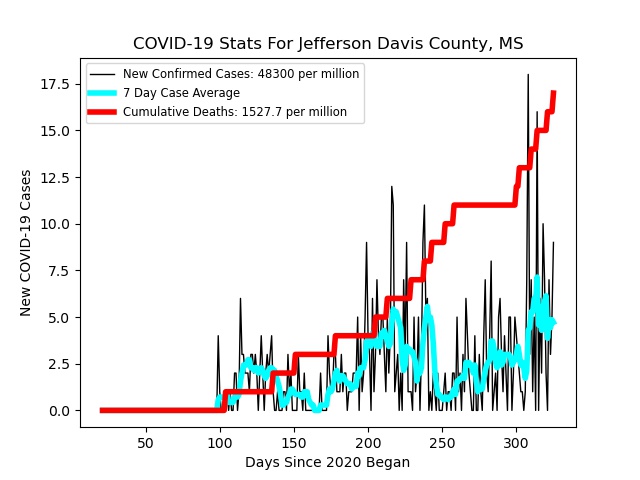 COVID-19 Stats For Jefferson Davis County, MS
New Confirmed Cases: 48300 per million
7 Day Case Average
Cumulative Deaths: 1527.7 per million
17.5
15.0
12.5
10.0
7.5
5.0
2.5
0.0
New COVID-19 Cases
50
100
150
200
250
300
Days Since 2020 Began